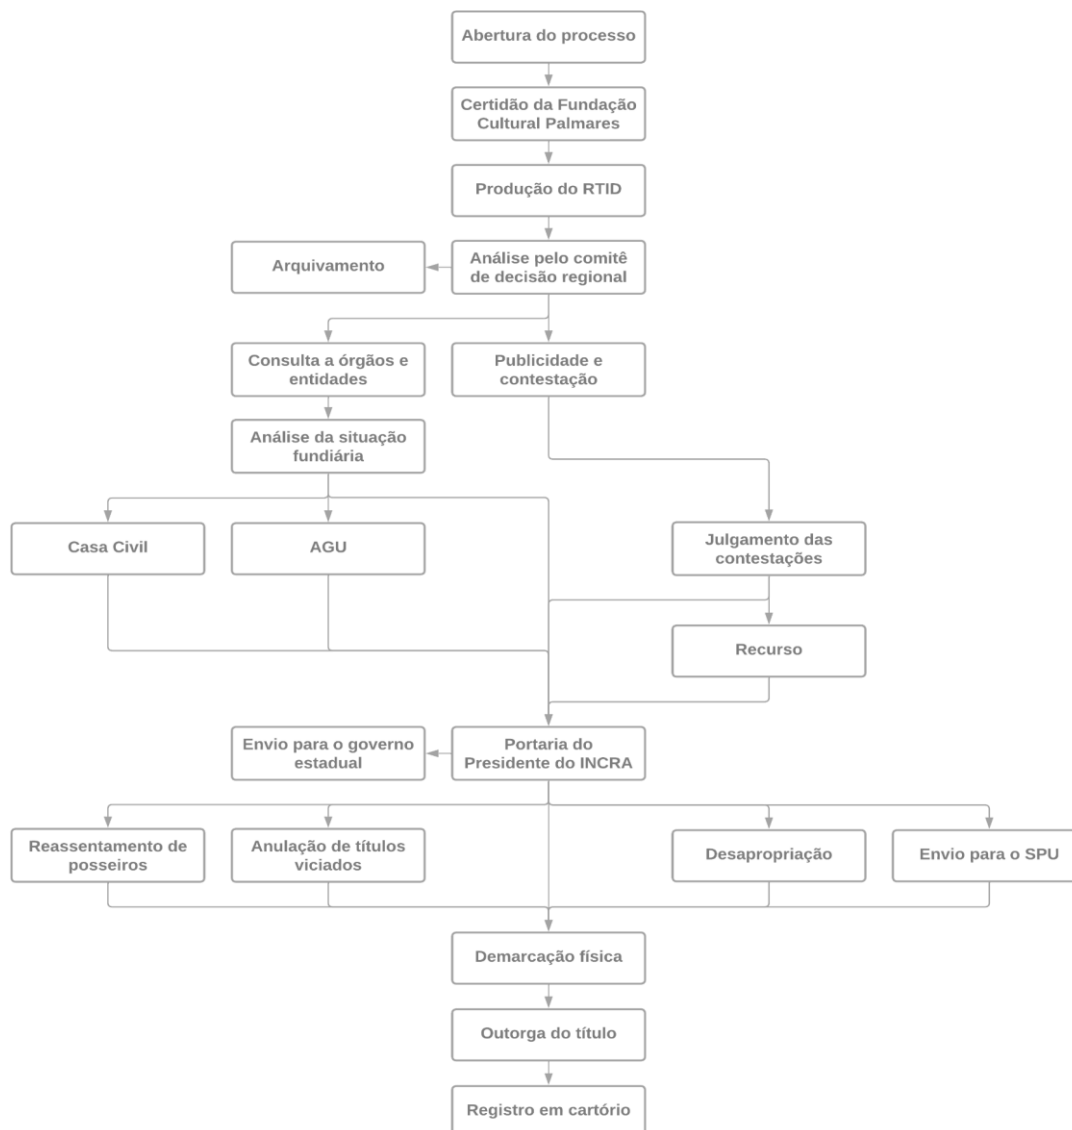 Abertura do processo
Certidão da Fundação
Cultural Palmares
Produção do RTID
Arquivamento
Análise pelo comitê
de decisão regional
Consulta a órgãos e
entidades
Publicidade e
contestação
Análise da situação
fundiária
Casa Civil
AGU
Julgamento das
contestações
Recurso
Envio para o governo
estadual
Portaria do
Presidente do INCRA
Reassentamento de
posseiros
Anulação de títulos
viciados
Desapropriação
Envio para o SPU
Demarcação física
Outorga do título
Registro em cartório